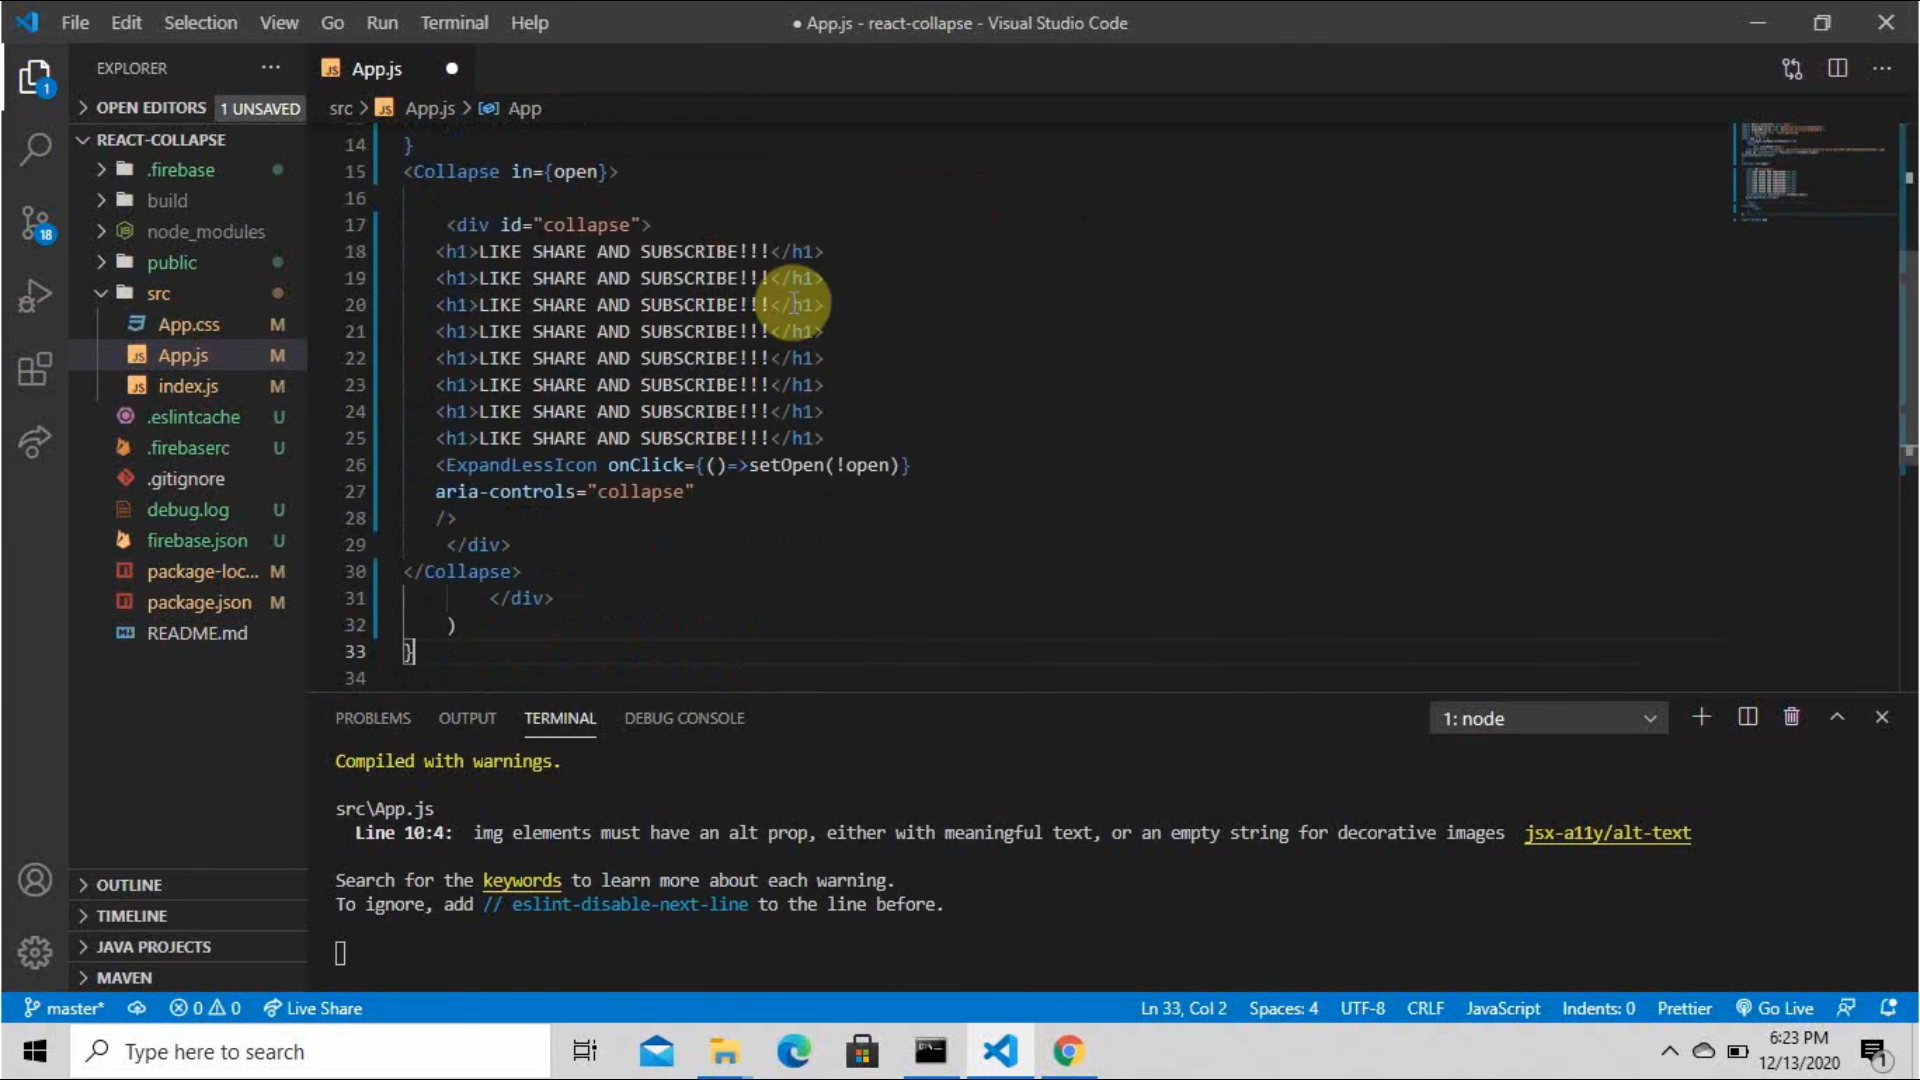 File Edit Selection View Go Run Terminal Help ● App.js - react-collapse - Visual Studio Code
EXPLORER ···
App.js ●
OPEN EDITORS 1 UNSAVED
src > App.js > App
REACT-COLLAPSE
.firebase
build
node_modules
public
src
App.css M
App.js M
index.js M
.eslintcache U
.firebaserc U
.gitignore
debug.log U
firebase.json U
package-loc... M
package.json M
README.md
OUTLINE
TIMELINE
JAVA PROJECTS
MAVEN
1
18
14 }
15 <Collapse in={open}>
16
17 <div id="collapse">
18 <h1>LIKE SHARE AND SUBSCRIBE!!!</h1>
19 <h1>LIKE SHARE AND SUBSCRIBE!!!</h1>
20 <h1>LIKE SHARE AND SUBSCRIBE!!!</h1>
21 <h1>LIKE SHARE AND SUBSCRIBE!!!</h1>
22 <h1>LIKE SHARE AND SUBSCRIBE!!!</h1>
23 <h1>LIKE SHARE AND SUBSCRIBE!!!</h1>
24 <h1>LIKE SHARE AND SUBSCRIBE!!!</h1>
25 <h1>LIKE SHARE AND SUBSCRIBE!!!</h1>
26 <ExpandLessIcon onClick={()=>setOpen(!open)}
27 aria-controls="collapse"
28 />
29 </div>
30 </Collapse>
31 </div>
32 )
33 }
34
PROBLEMS OUTPUT TERMINAL DEBUG CONSOLE 1: node
Compiled with warnings.
src\App.js
Line 10:4: img elements must have an alt prop, either with meaningful text, or an empty string for decorative images jsx-a11y/alt-text
Search for the keywords to learn more about each warning.
To ignore, add // eslint-disable-next-line to the line before.
master* 0 0 Live Share Ln 33, Col 2 Spaces: 4 UTF-8 CRLF JavaScript Indents: 0 Prettier Go Live
Type here to search
6:23 PM
12/13/2020
1